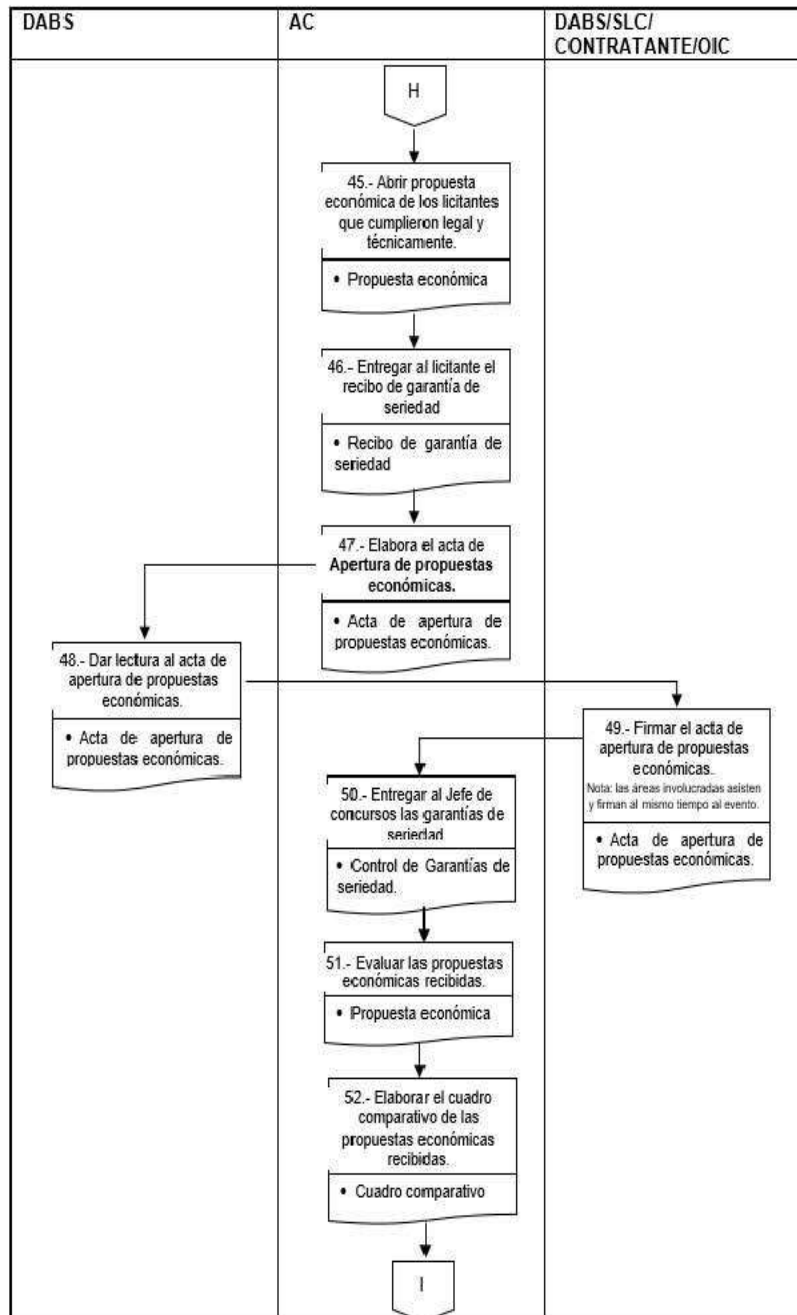 DABS
AC
DABS/SLC/
CONTRATANTE/OIC
H
45.- Abrir propuesta
económica de los licitantes
que cumplieron legal y
técnicamente.
• Propuesta económica
46.- Entregar al licitante el
recibo de garantía de
seriedad
• Recibo de garantía de
seriedad
47.- Elabora el acta de
Apertura de propuestas
económicas.
• Acta de apertura de
propuestas económicas.
48.- Dar lectura al acta de
apertura de propuestas
económicas.
• Acta de apertura de
propuestas económicas.
49.- Firmar el acta de
apertura de propuestas
económicas.
Nota: las áreas involucradas asisten
y firman al mismo tiempo al evento.
• Acta de apertura de
propuestas económicas.
50.- Entregar al Jefe de
concursos las garantías de
seriedad
• Control de Garantías de
seriedad.
51.- Evaluar las propuestas
económicas recibidas.
• Propuesta económica
52.- Elaborar el cuadro
comparativo de las
propuestas económicas
recibidas.
• Cuadro comparativo
I